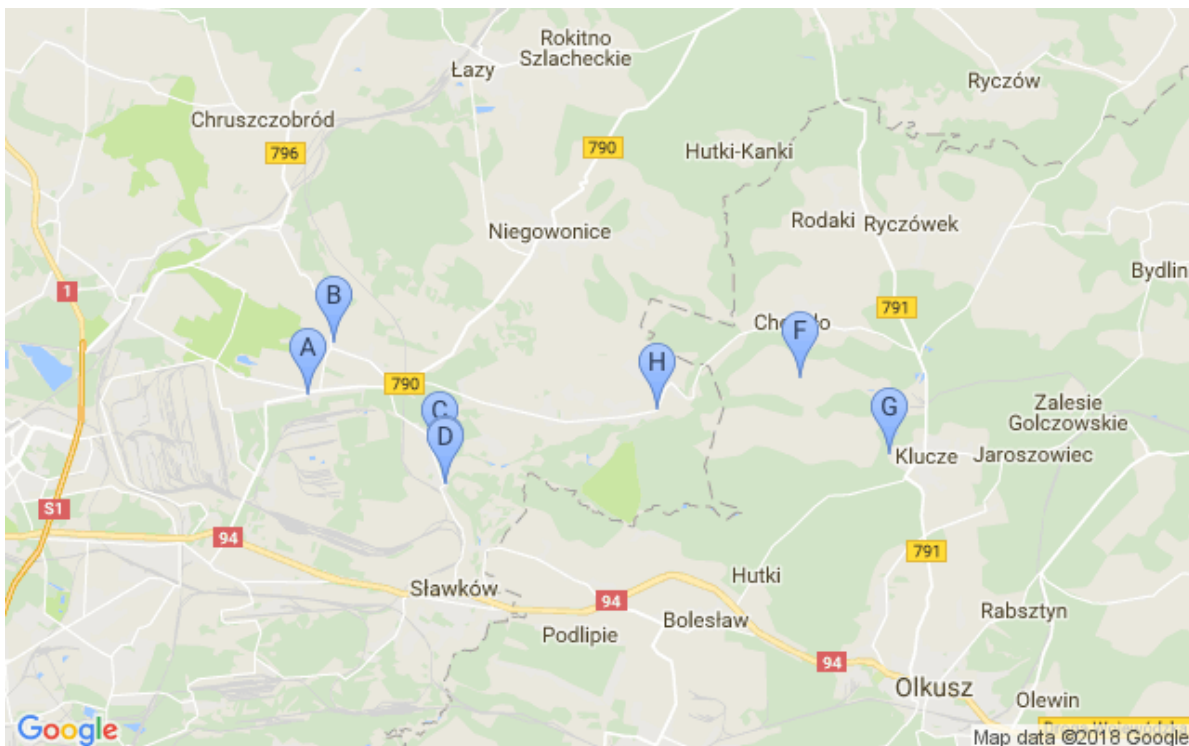 Rokitno
Szlacheckie
Łazy
Ryczów
Chruszczobród
796
790
Hutki-Kanki
Niegowonice
Rodaki
Ryczówek
Bydlin
1
791
B
F
A
H
790
C
G
D
Zalesie
Golczowskie
Klucze
Jaroszowiec
S1
94
791
Hutki
Sławków
94
Bolesław
Rabsztyn
Podlipie
94
Olkusz
Olewin
Google
Map data ©2018 Google